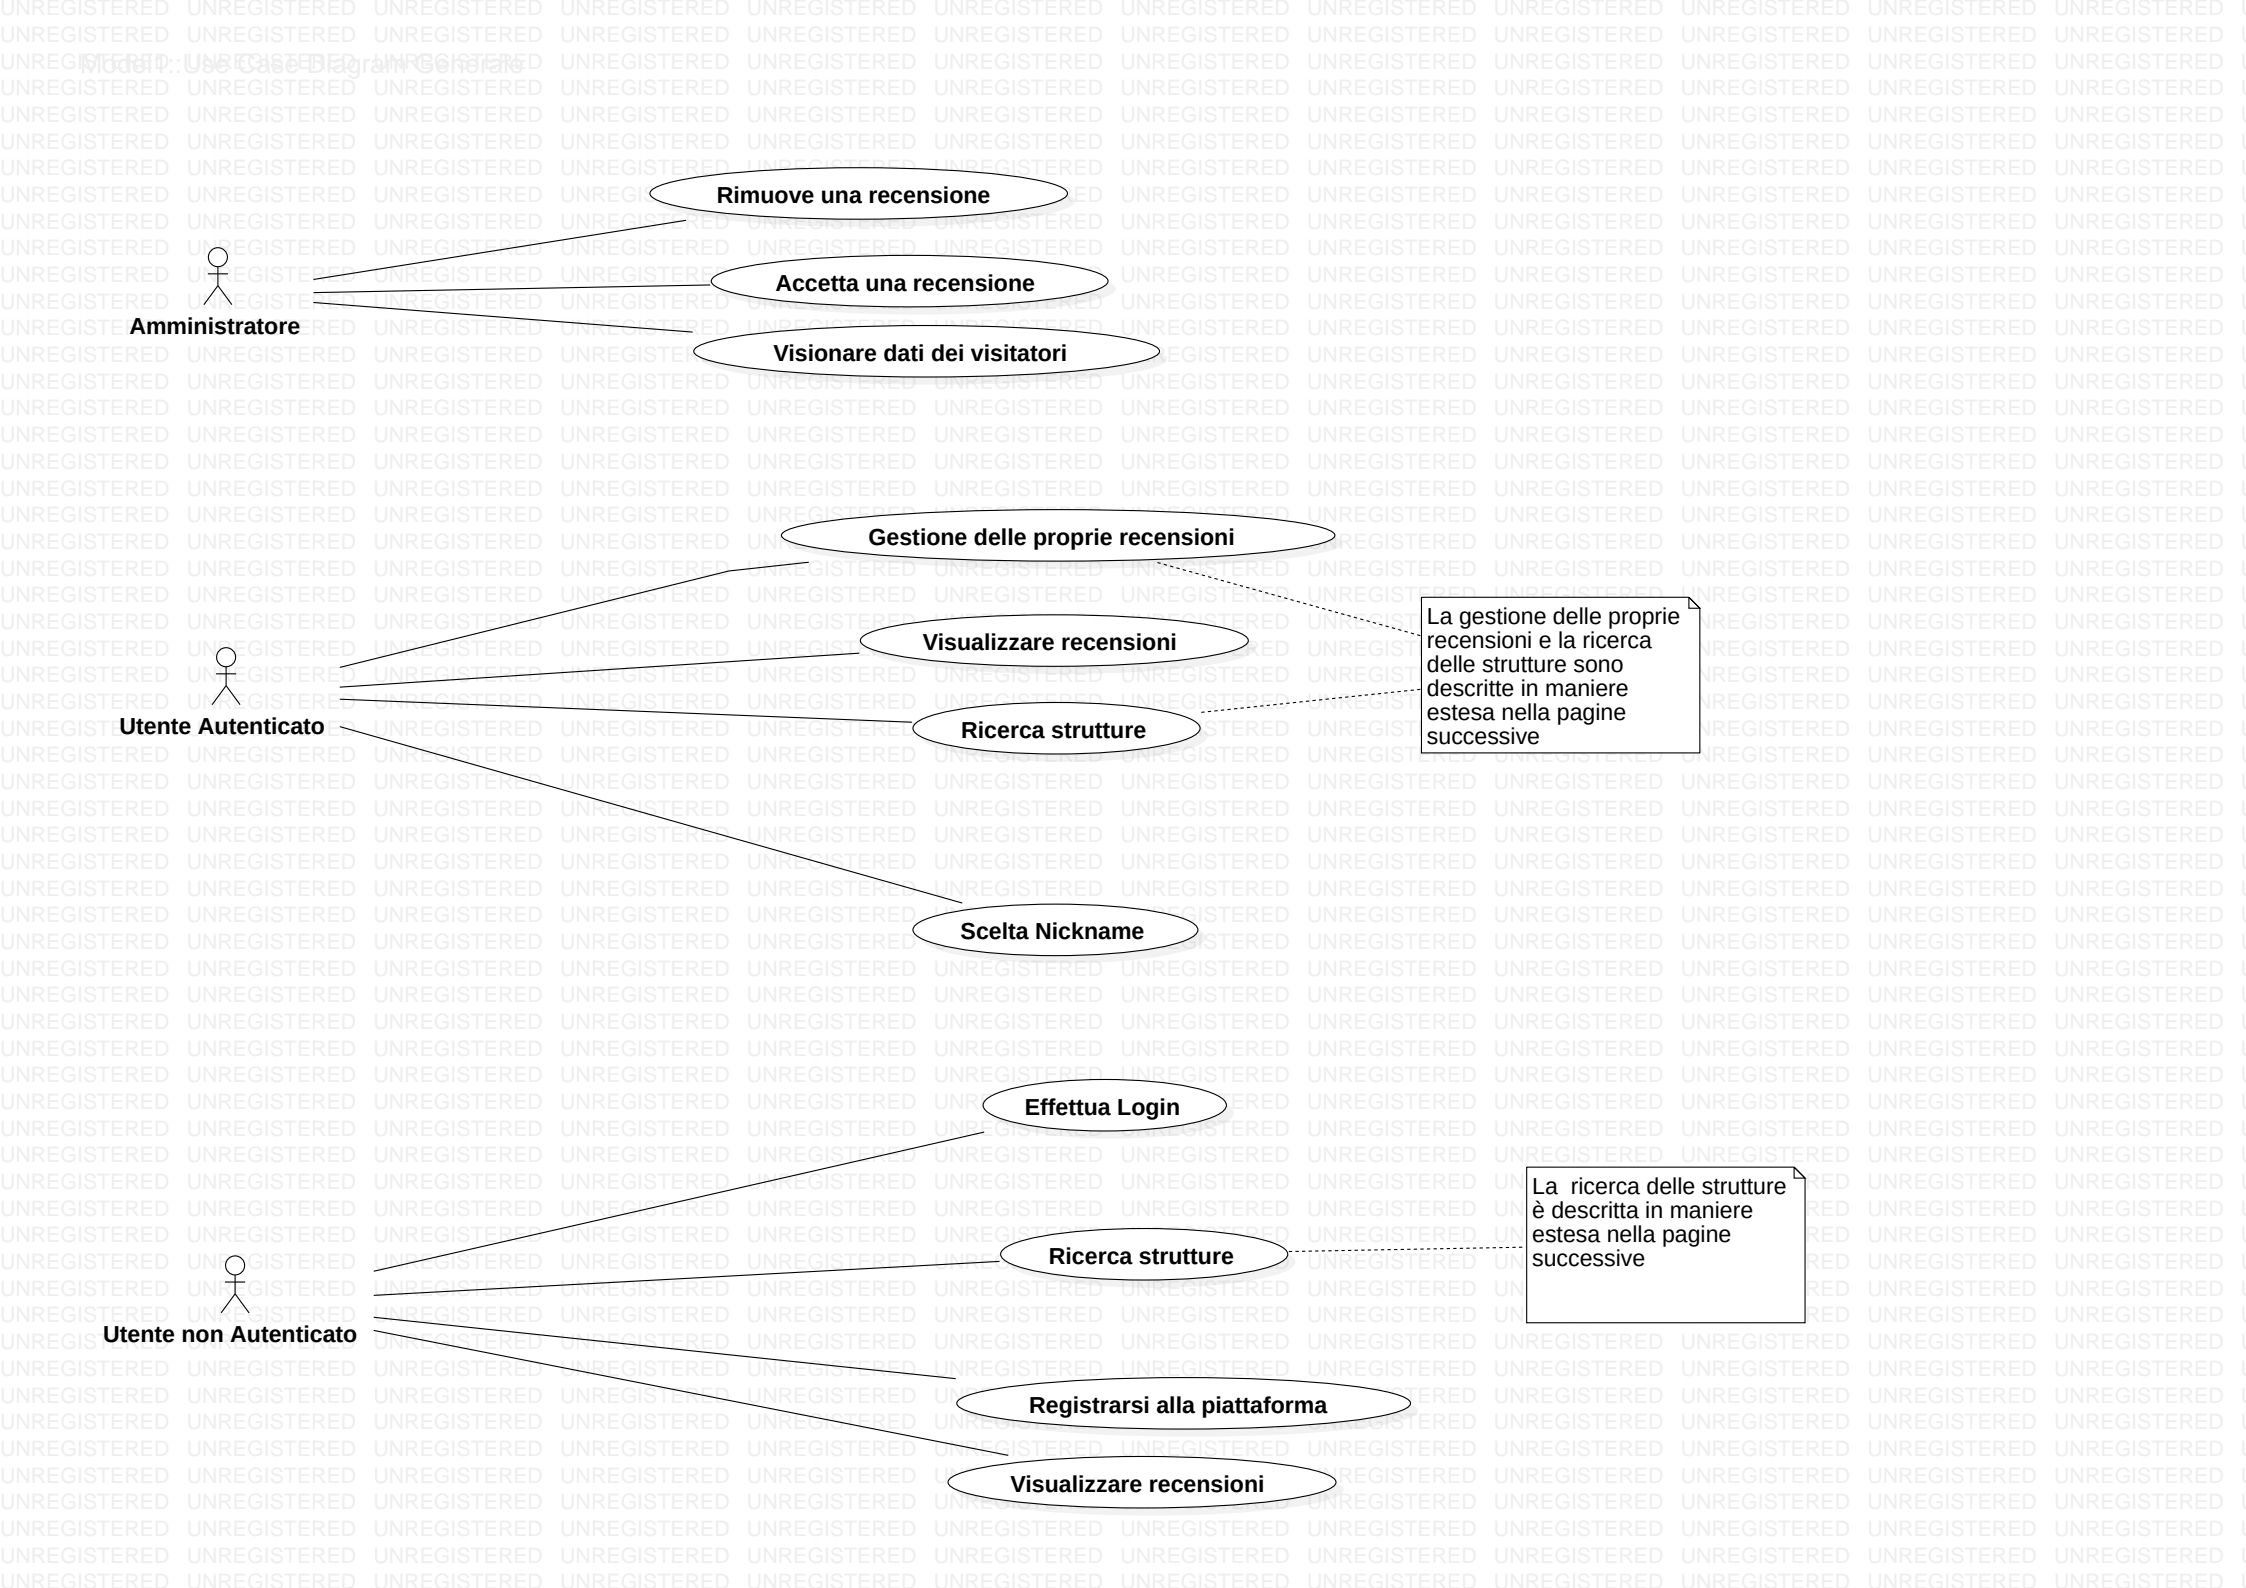 Model1::Use Case Diagram Generale
Rimuove una recensione
Accetta una recensione
Amministratore
Visionare dati dei visitatori
Gestione delle proprie recensioni
La gestione delle proprie
recensioni e la ricerca
delle strutture sono
descritte in maniere
estesa nella pagine
successive
Visualizzare recensioni
Utente Autenticato
Ricerca strutture
Scelta Nickname
Effettua Login
La  ricerca delle strutture
è descritta in maniere
estesa nella pagine
successive
Ricerca strutture
Utente non Autenticato
Registrarsi alla piattaforma
Visualizzare recensioni
UNREGISTERED